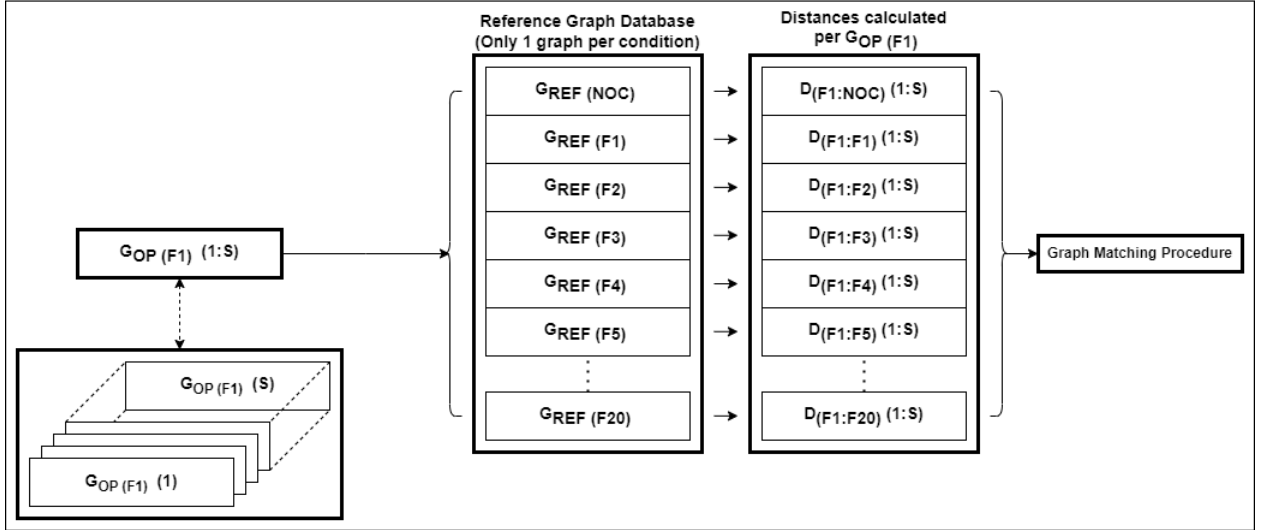 Reference Graph Database
(Only 1 graph per condition)
Distances calculated
per GOP (F1)
GREF (NOC)
D(F1:NOC) (1:S)
GREF (F1)
D(F1:F1) (1:S)
GREF (F2)
D(F1:F2) (1:S)
GREF (F3)
D(F1:F3) (1:S)
GOP (F1) (1:S)
Graph Matching Procedure
GREF (F4)
D(F1:F4) (1:S)
GREF (F5)
D(F1:F5) (1:S)
GOP (F1) (S)
GREF (F20)
D(F1:F20) (1:S)
GOP (F1) (1)